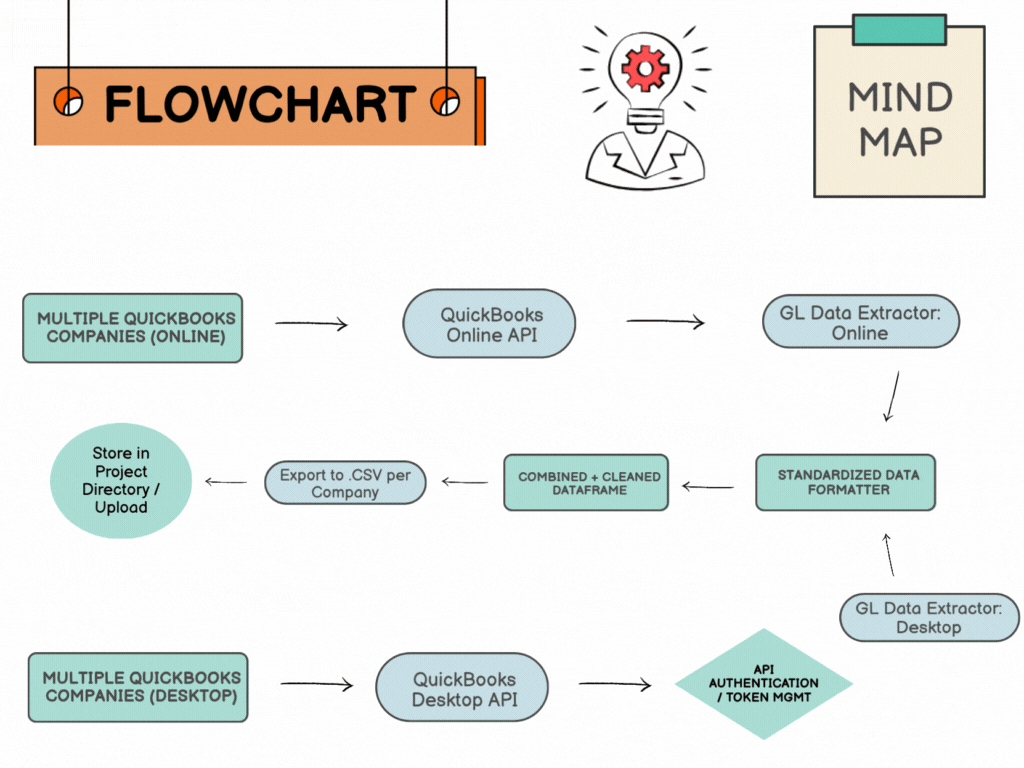 FLOWCHART
MIND
MAP
MULTIPLE QUICKBOOKS
COMPANIES (ONLINE)
QuickBooks
Online API
GL Data Extractor:
Online
Store in
Project
Directory /
Upload
Export to .CSV per
Company
COMBINED + CLEANED
DATAFRAME
STANDARDIZED DATA
FORMATTER
GL Data Extractor:
Desktop
MULTIPLE QUICKBOOKS
COMPANIES (DESKTOP)
QuickBooks
Desktop API
API
AUTHENTICATION
/ TOKEN MGMT